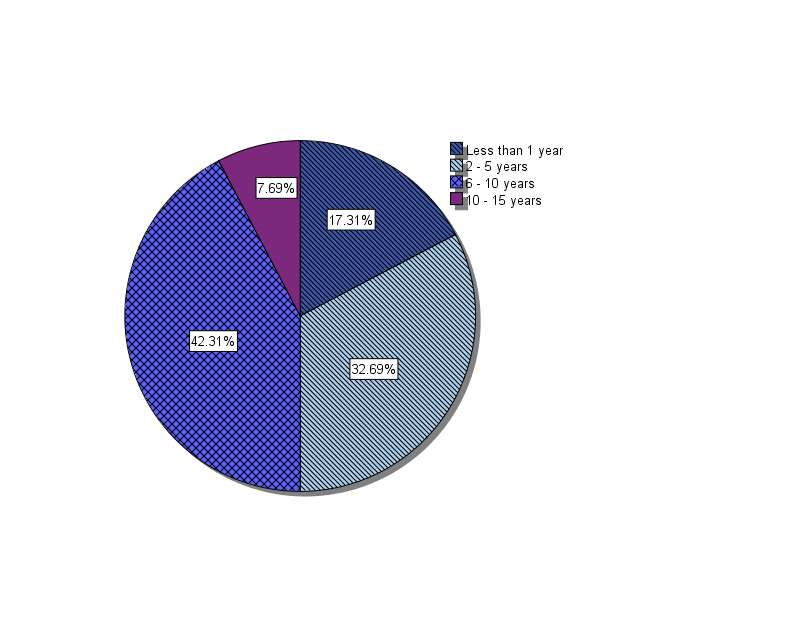 Less than 1 year
2 - 5 years
6 - 10 years
10 - 15 years
7.69%
17.31%
42.31%
32.69%